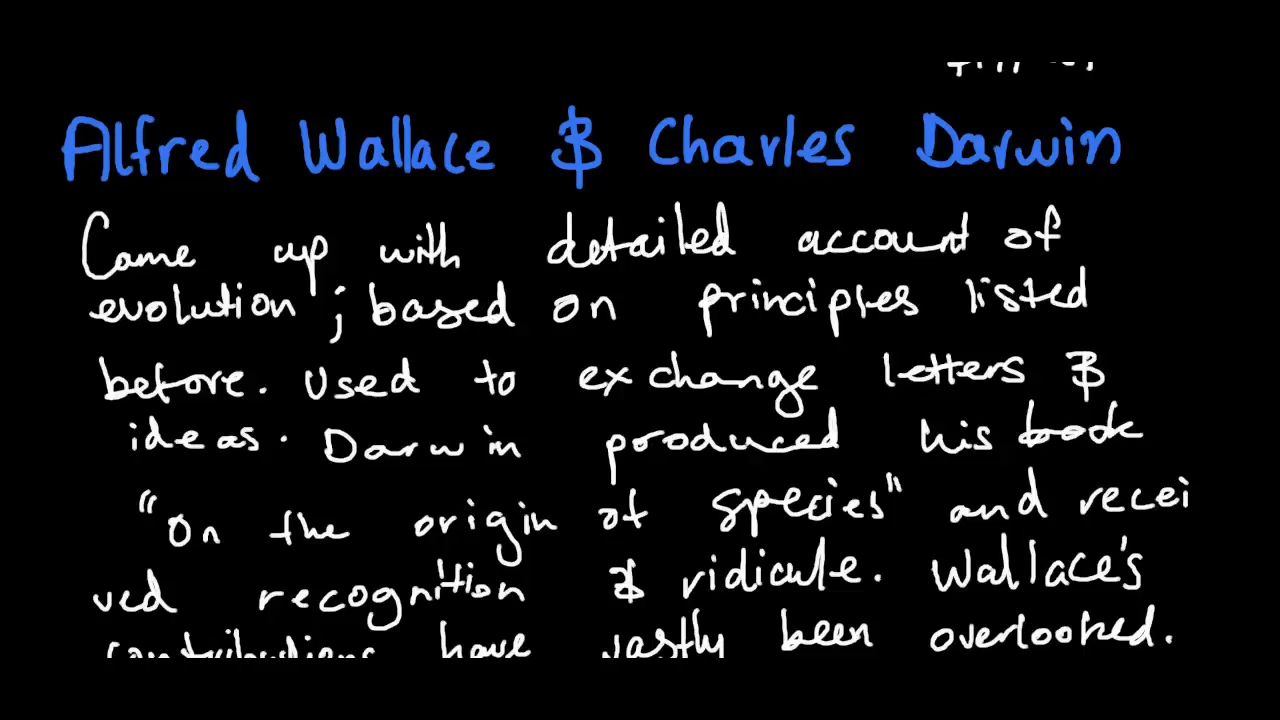 Alfred Wallace & Charles Darwin
Came up with detailed account of
evolution; based on principles listed
before. Used to exchange letters &
ideas. Darwin produced his book
"On the origin of species" and recei
ved recognition & ridicule. Wallace's
contributions have vastly been overlooked.